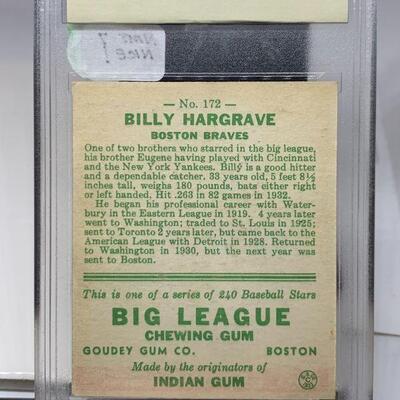 — No. 172 —
BILLY HARGRAVE
BOSTON BRAVES
One of two brothers who starred in the big league,
his brother Eugene having played with Cincinnati
and the New York Yankees. Billy is a good hitter
and a dependable catcher. 33 years old, 5 feet 8½
inches tall, weighs 180 pounds, bats either right
or left handed. Hit .263 in 82 games in 1932.
He began his professional career with Water-
bury in the Eastern League in 1919. 4 years later
went to Washington; traded to St. Louis in 1925;
sent to Toronto 2 years later, but came back to the
American League with Detroit in 1928. Returned
to Washington in 1930, but the next year was
sent to Boston.
This is one of a series of 240 Baseball Stars
BIG LEAGUE
CHEWING GUM
GOUDEY GUM CO. BOSTON
Made by the originators of
INDIAN GUM